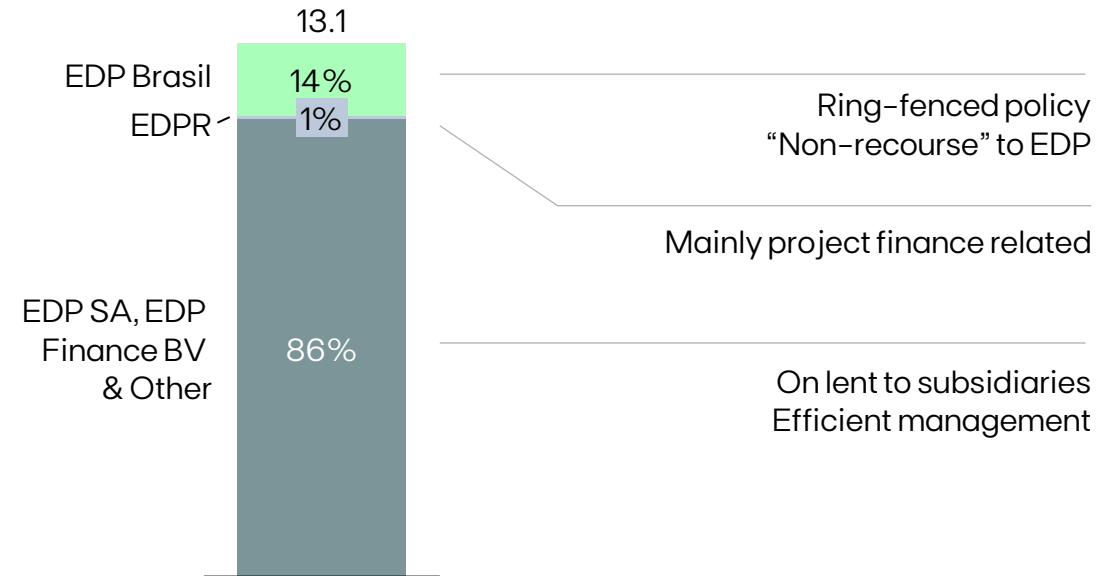 13.1
EDP Brasil
14%
EDPR
1%
EDP SA, EDP
Finance BV
& Other
86%
Ring-fenced policy
“Non-recourse” to EDP
Mainly project finance related
On lent to subsidiaries
Efficient management